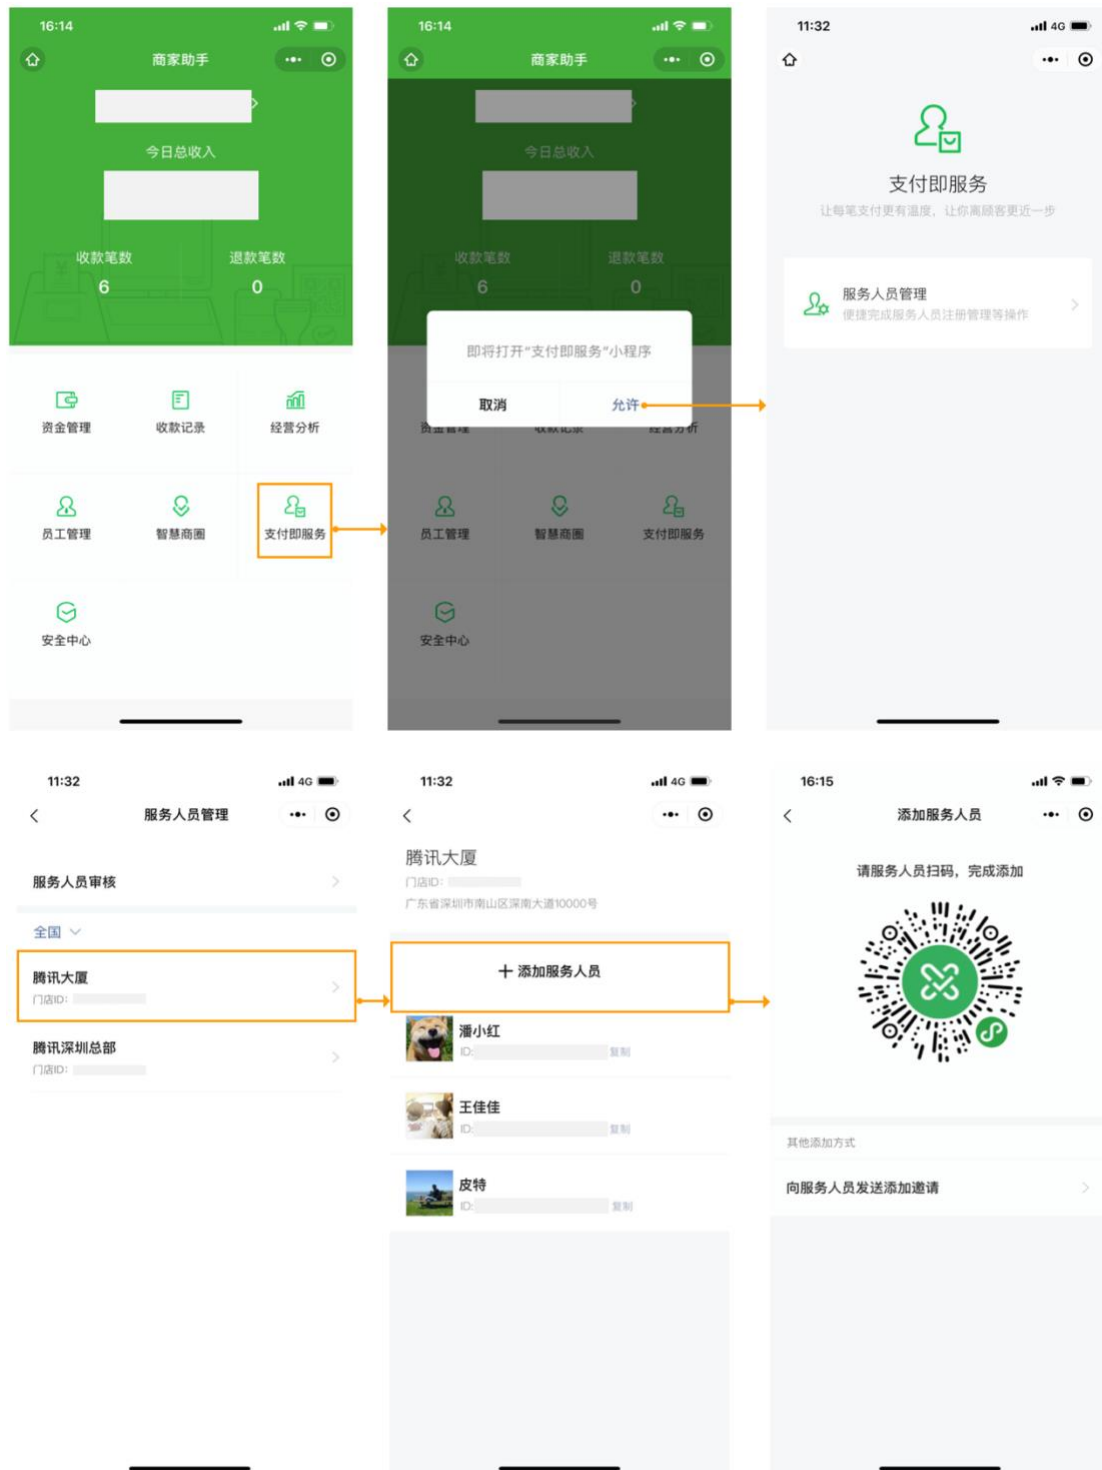 16:14
商家助手
今日总收入
收款笔数
退款笔数
6
0
资金管理
收款记录
经营分析
员工管理
智慧商圈
支付即服务
安全中心
16:14
商家助手
今日总收入
收款笔数
退款笔数
6
0
即将打开“支付即服务”小程序
取消
允许
资金管理
收款记录
经营分析
员工管理
智慧商圈
支付即服务
安全中心
11:32
4G
支付即服务
让每笔支付更有温度，让你离顾客更近一步
服务人员管理
便捷完成服务人员注册管理等操作
11:32
4G
服务人员管理
服务人员审核
全国
腾讯大厦
门店ID：
腾讯深圳总部
门店ID：
11:32
4G
腾讯大厦
门店ID：
广东省深圳市南山区深南大道10000号
十 添加服务人员
潘小红
ID:
复制
王佳佳
ID:
复制
皮特
ID:
复制
16:15
添加服务人员
请服务人员扫码，完成添加
其他添加方式
向服务人员发送添加邀请